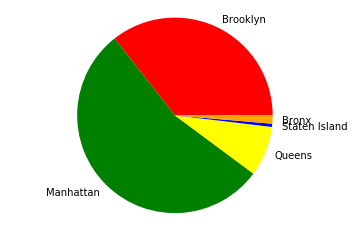 Brooklyn
Bronx
Staten Island
Queens
Manhattan